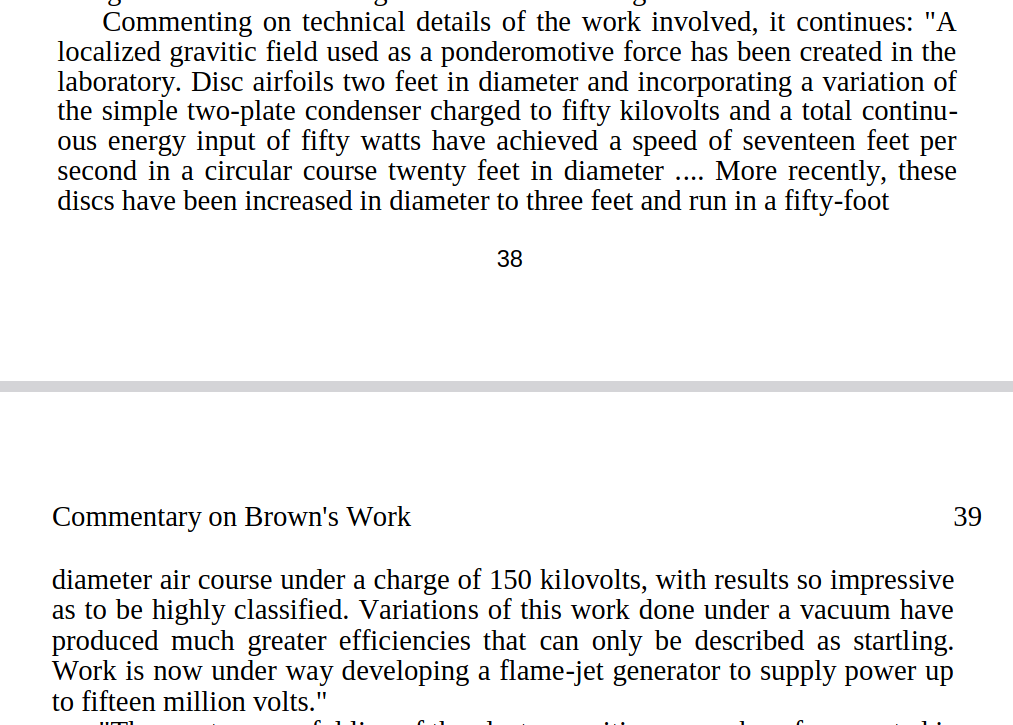 Commenting on technical details of the work involved, it continues: "A
localized gravitic field used as a ponderomotive force has been created in the
laboratory. Disc airfoils two feet in diameter and incorporating a variation of
the simple two-plate condenser charged to fifty kilovolts and a total continu-
ous energy input of fifty watts have achieved a speed of seventeen feet per
second in a circular course twenty feet in diameter .... More recently, these
discs have been increased in diameter to three feet and run in a fifty-foot
38
Commentary on Brown's Work 39
diameter air course under a charge of 150 kilovolts, with results so impressive
as to be highly classified. Variations of this work done under a vacuum have
produced much greater efficiencies that can only be described as startling.
Work is now under way developing a flame-jet generator to supply power up
to fifteen million volts."